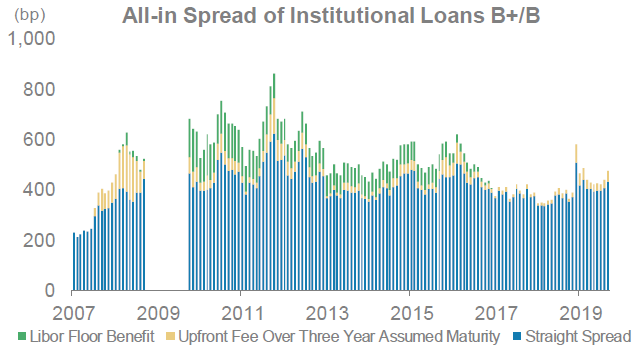 (bp)
All-in Spread of Institutional Loans B+/B
1,000
800
600
400
200
0
2007 2009 2011 2013 2015 2017 2019
Libor Floor Benefit Upfront Fee Over Three Year Assumed Maturity Straight Spread